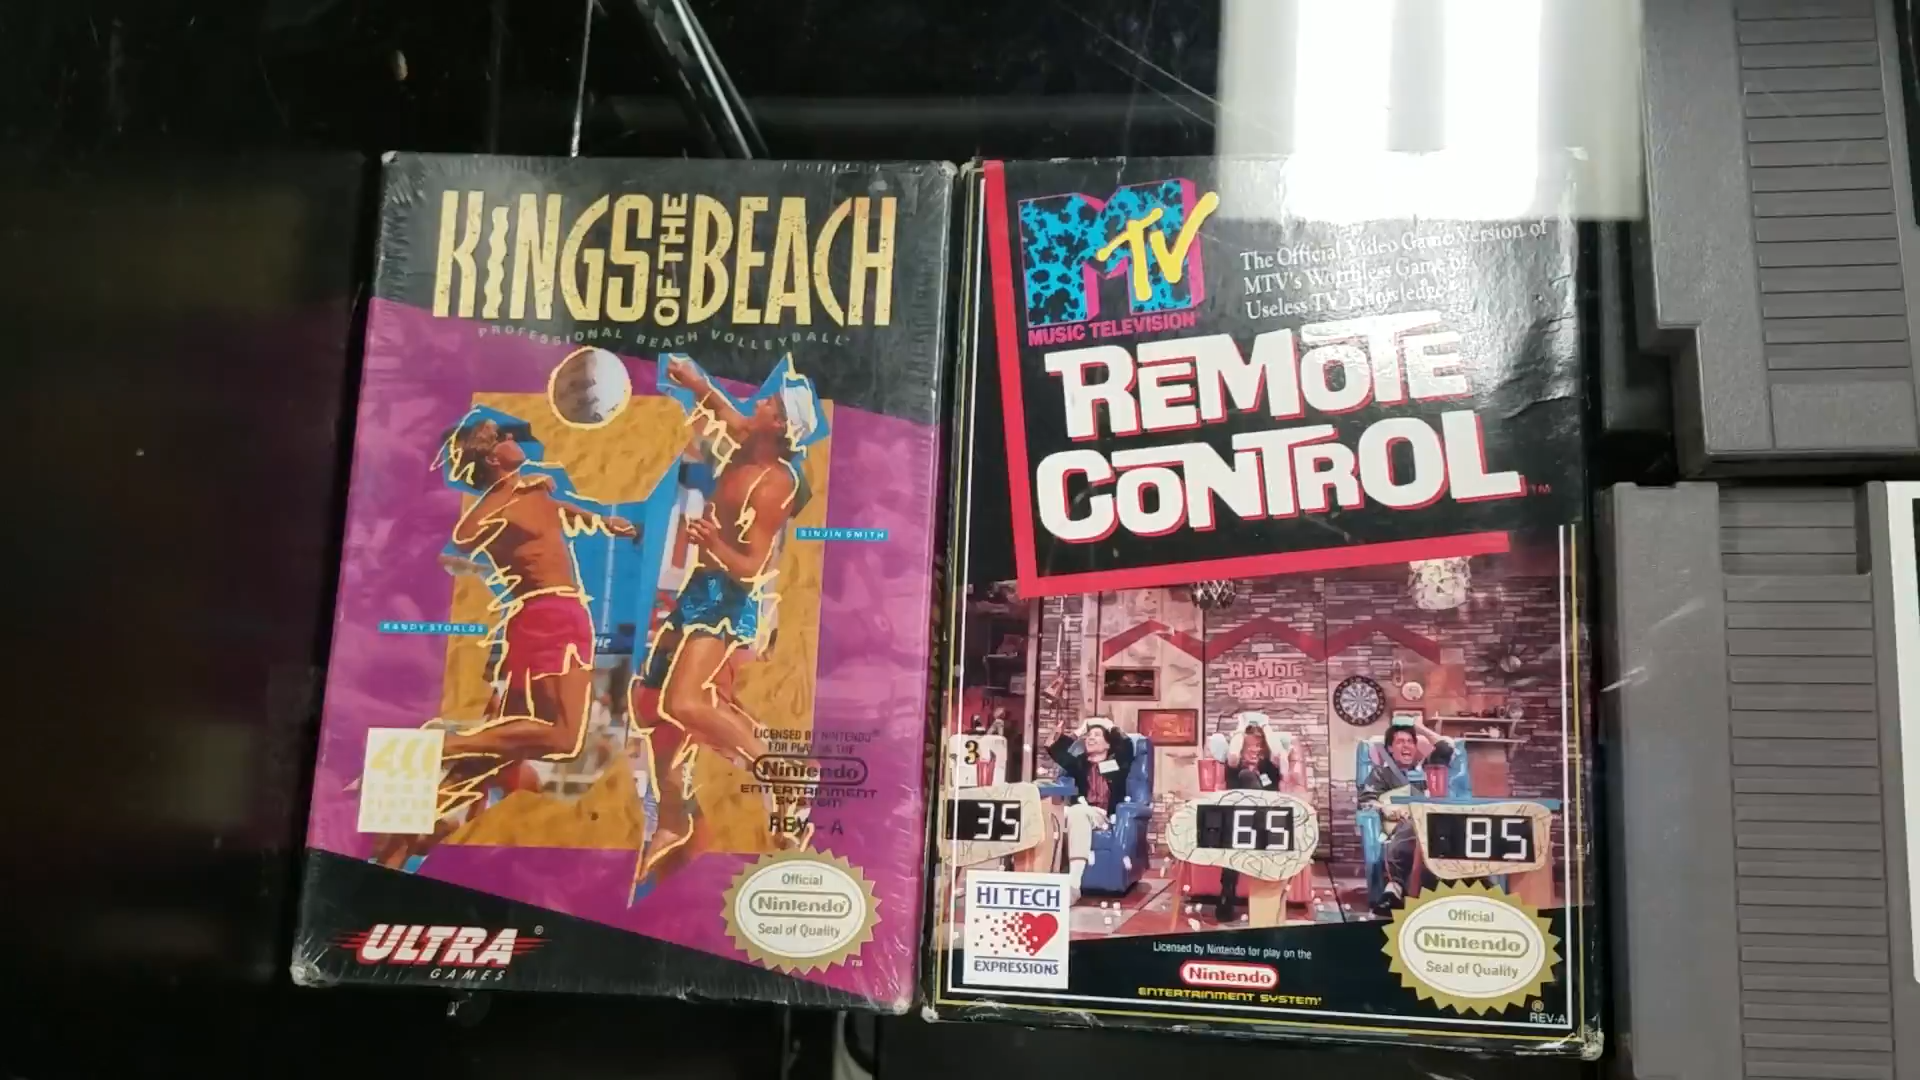 KINGS OF THE BEACH
PROFESSIONAL BEACH VOLLEYBALL™
SINJIN SMITH
RANDY STOKLOS
LICENSED BY NINTENDO®
FOR PLAY ON THE
Nintendo
ENTERTAINMENT
SYSTEM
REV-A
Official
Nintendo
Seal of Quality
TM
ULTRA®
GAMES
MTV
MUSIC TELEVISION
The Official Video Game Version of
MTV's Worthless Game of
Useless TV Knowledge
REMOTE
CONTROL™
REMOTE
CONTROL
3
35
65
85
HI TECH
EXPRESSIONS
Licensed by Nintendo for play on the
Nintendo
ENTERTAINMENT SYSTEM®
Official
Nintendo
Seal of Quality
®
REV-A